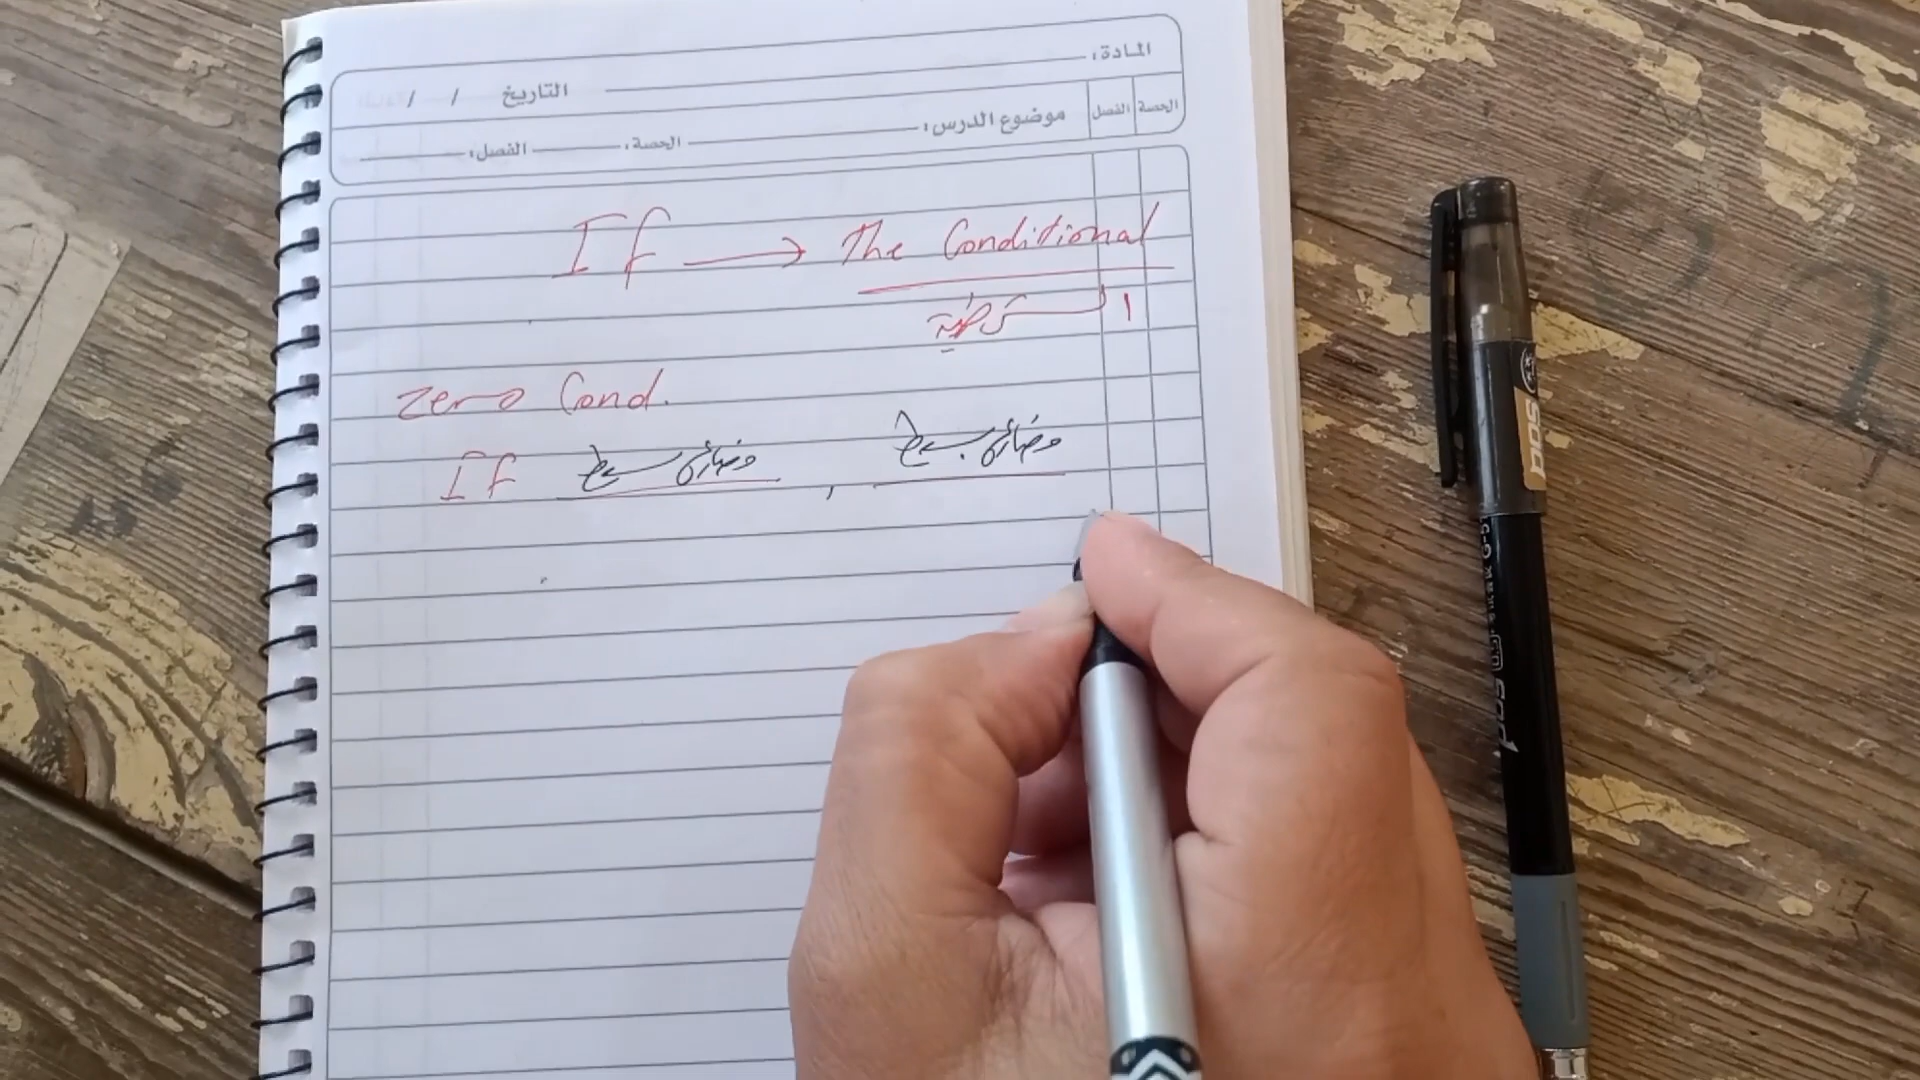 المادة:
التاريخ / /
الحصة الفصل موضوع الدرس: الحصة: الفصل:
If → The Conditional
الشرطية
Zero Cond.
If مضارع بسيط , مضارع بسيط